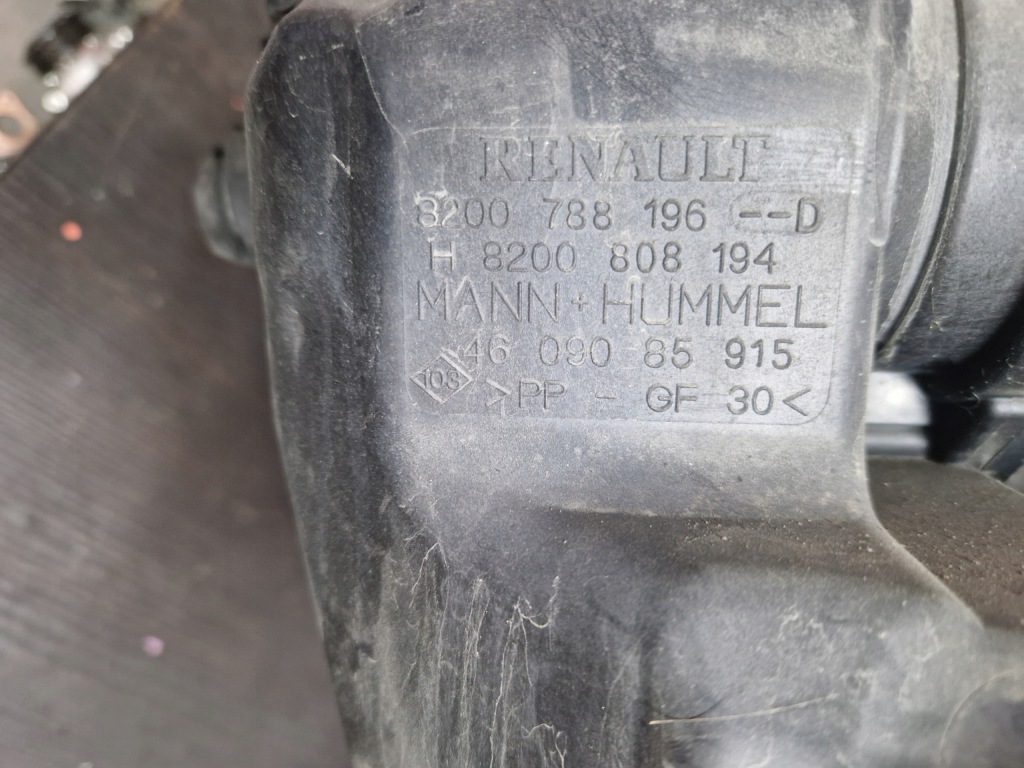 RENAULT
8200 788 196 --D
H 8200 808 194
MANN+HUMMEL
46 090 85 915
103 >PP - GF 30<